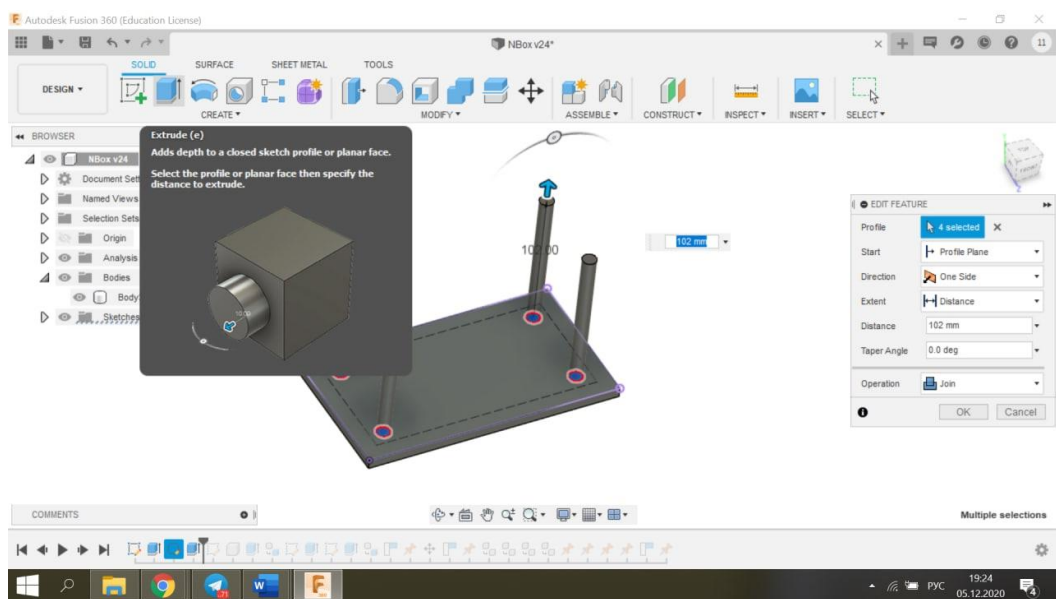 Autodesk Fusion 360 (Education License)
NBox v24*
11
SOLID SURFACE SHEET METAL TOOLS
DESIGN
CREATE MODIFY ASSEMBLE CONSTRUCT INSPECT INSERT SELECT
BROWSER
NBox v24
Document Sett
Named Views
Selection Sets
Origin
Analysis
Bodies
Body
Sketches
Extrude (e)
Adds depth to a closed sketch profile or planar face.
Select the profile or planar face then specify the
distance to extrude.
102.00
102 mm
EDIT FEATURE
Profile 4 selected
Start Profile Plane
Direction One Side
Extent Distance
Distance 102 mm
Taper Angle 0.0 deg
Operation Join
OK Cancel
COMMENTS
Multiple selections
РУС
19:24
05.12.2020
4